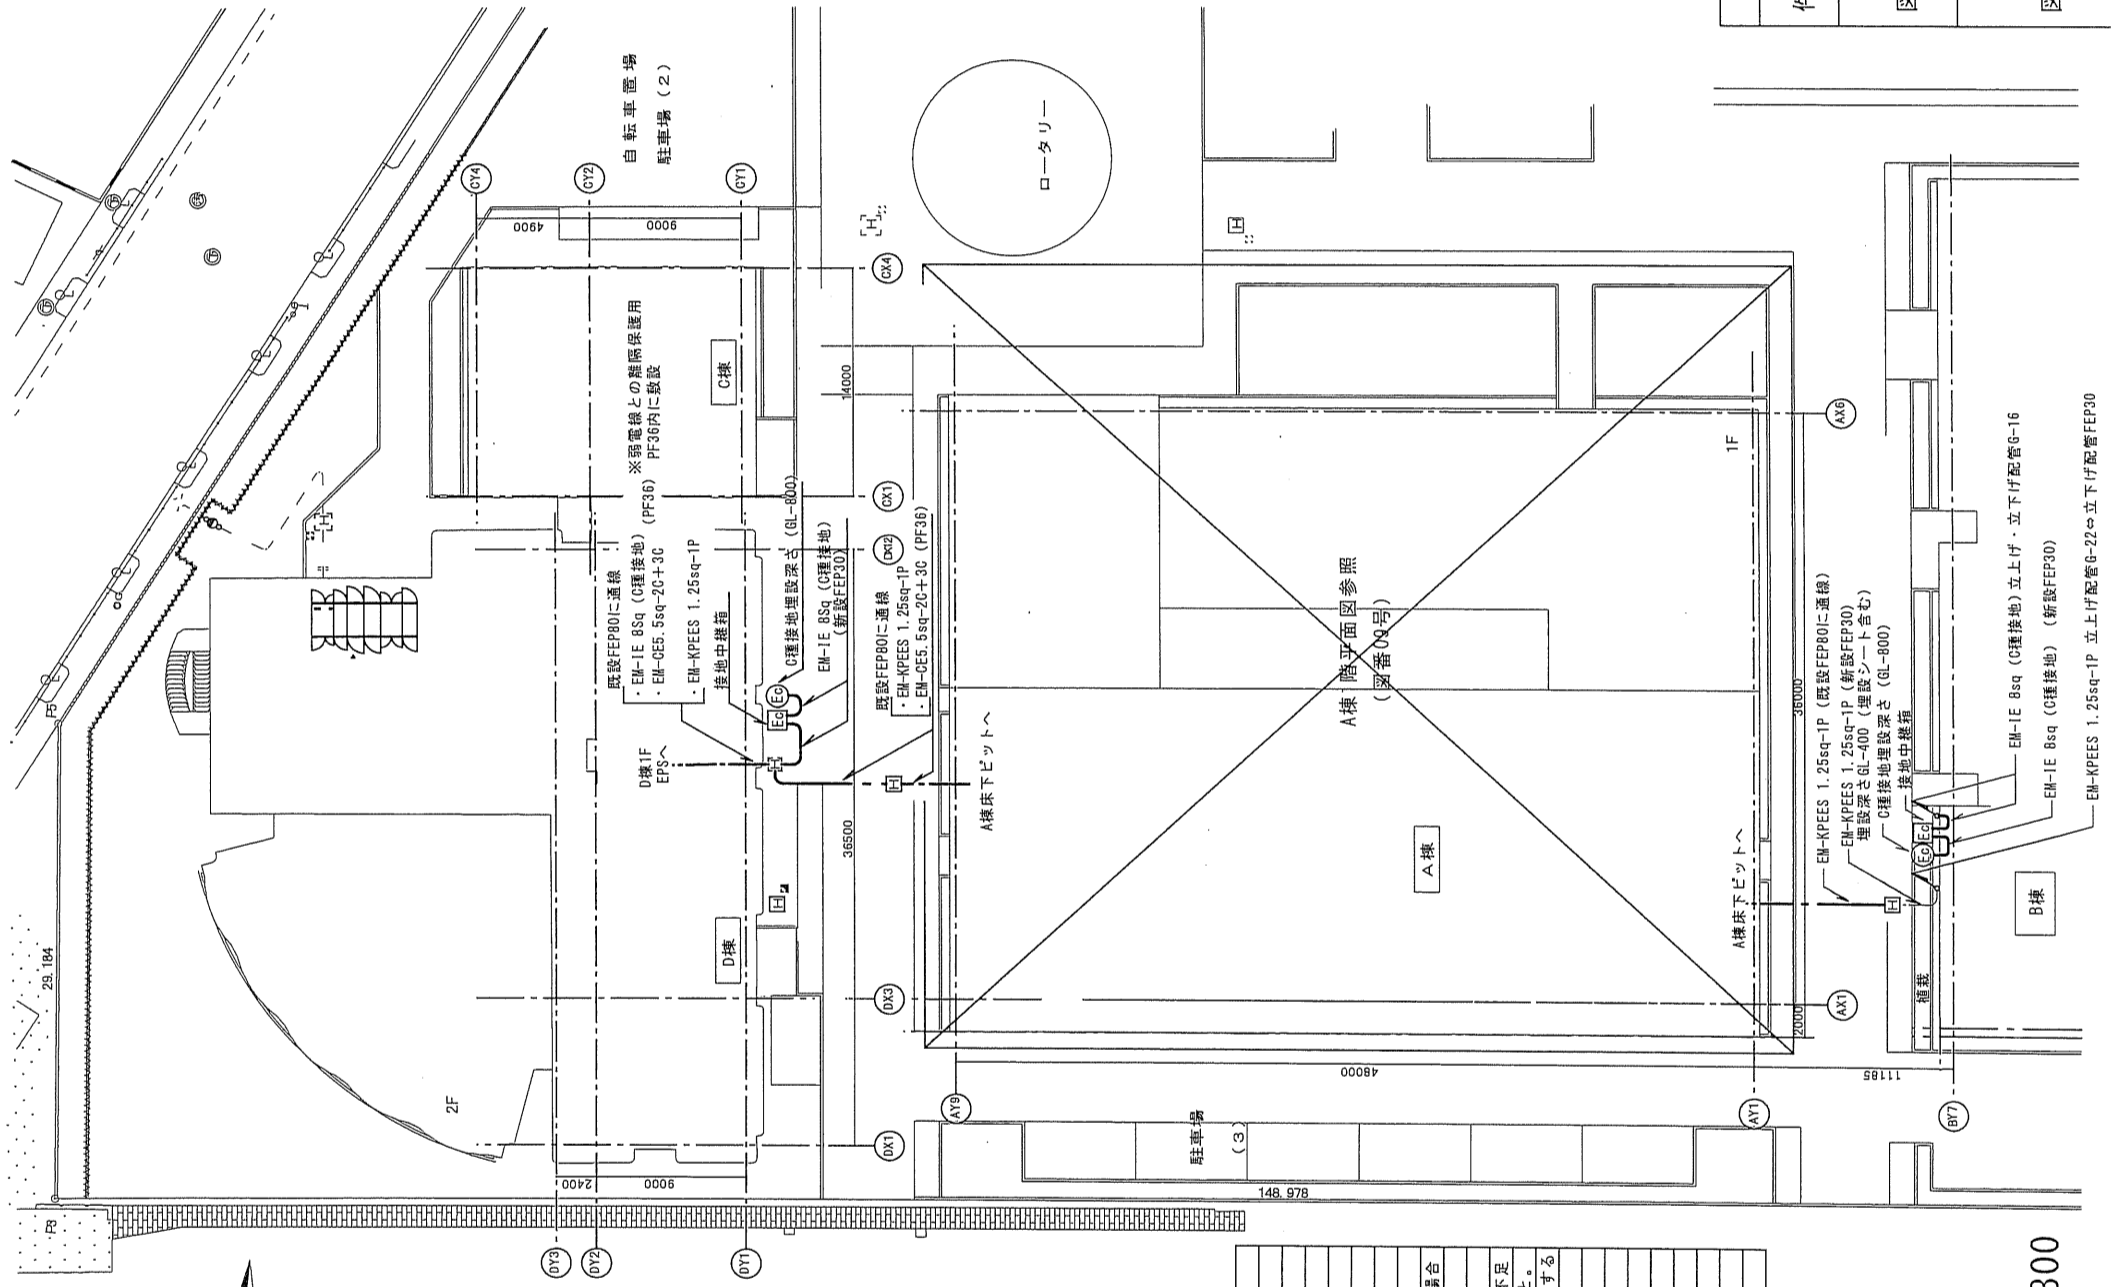 自転車置場
駐車場（2）
ロータリー
CY4
CY2
CY1
4900
9000
CX4
CX1
14000
C棟
※弱電線との離隔保護用
PF36内に敷設
既設FEP80に通線
・EM-IE 8Sq (C種接地) (PF36)
・EM-CE5.5sq-2C+3C
・EM-KPEES 1.25sq-1P
接地中継箱
C種接地埋設深さ (GL-800)
EM-IE 8Sq (C種接地)
(新設FEP30)
既設FEP80に通線
・EM-KPEES 1.25sq-1P
・EM-CE5.5sq-2C+3C (PF36)
D棟1F
EPSへ
Ec
Ec
H
H
H
H
H
H
A棟床下ピットへ
D棟
36500
DX3
DX1
2F
29.184
P5
DY3
DY2
DY1
2400
9000
148.978
駐車場
（3）
AY9
AY1
BY7
48000
11185
AX6
AX1
36000
2000
1F
A棟1階平面図参照
(図番09号)
A棟
A棟床下ピットへ
EM-KPEES 1.25sq-1P (既設FEP80に通線)
EM-KPEES 1.25sq-1P (新設FEP30)
埋設深さGL-400 (埋設シート含む)
C種接地埋設深さ (GL-800)
接地中継箱
Ec
Ec
H
植栽
B棟
EM-IE 8sq (C種接地) 立上げ・立下げ配管G-16
EM-IE 8sq (C種接地) (新設FEP30)
EM-KPEES 1.25sq-1P 立上げ配管G-22⇔立下げ配管FEP30